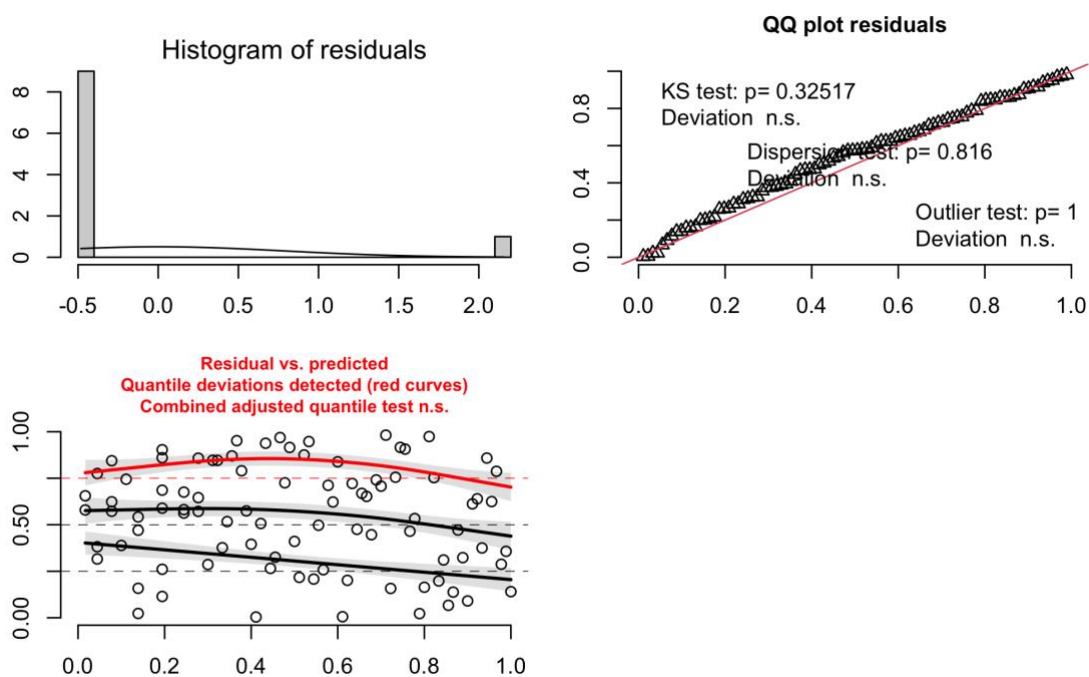 Histogram of residuals
8
6
4
2
0
-0.5
0.0
0.5
1.0
1.5
2.0
QQ plot residuals
0.8
0.4
0.0
KS test: p= 0.32517
Deviation n.s.
Dispersion test: p= 0.816
Deviation n.s.
Outlier test: p= 1
Deviation n.s.
0.0
0.2
0.4
0.6
0.8
1.0
Residual vs. predicted
Quantile deviations detected (red curves)
Combined adjusted quantile test n.s.
1.00
0.50
0.00
0.0
0.2
0.4
0.6
0.8
1.0